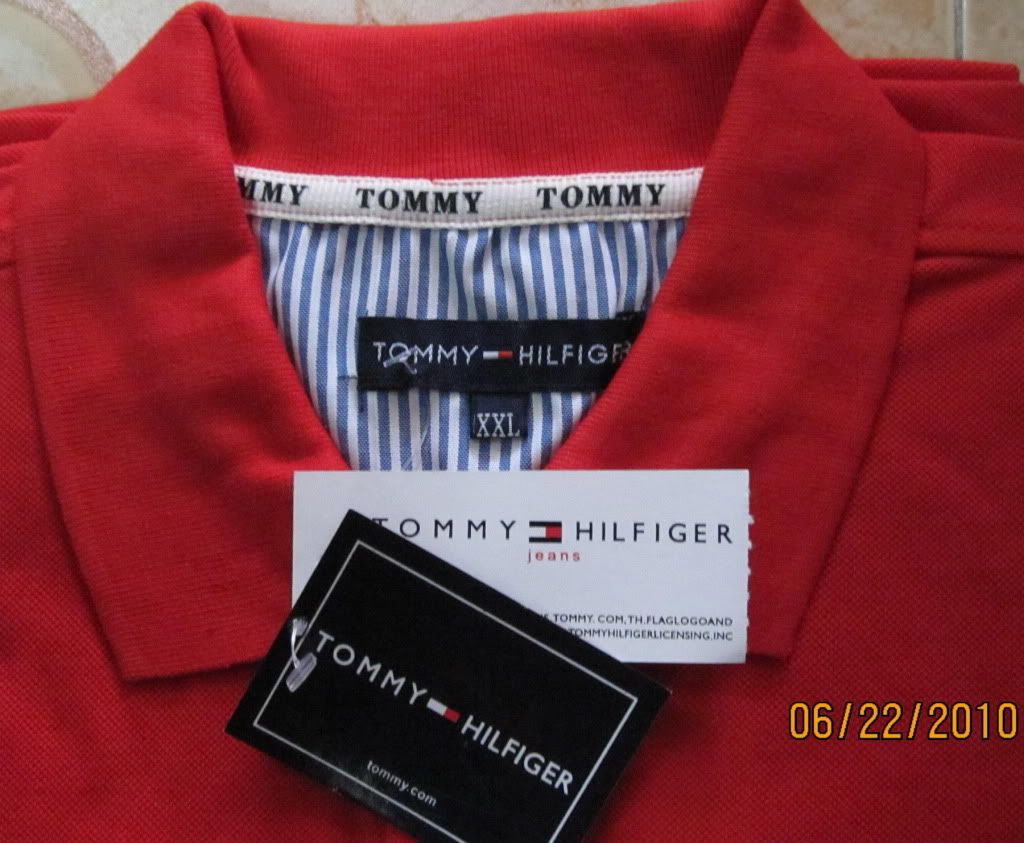 MMY TOMMY TOMMY
TOMMY HILFIGER
XXL
TOMMY HILFIGER
jeans
TOMMY. COM,TH.FLAGLOGOAND
TOMMYHILFIGERLICENSING,INC
TOMMY HILFIGER
tommy.com
06/22/2010